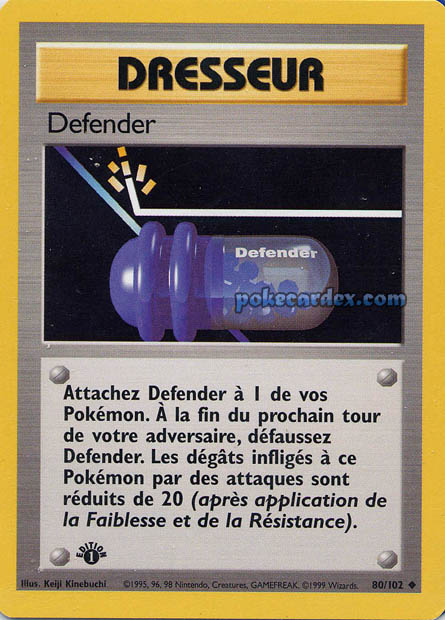 DRESSEUR
Defender
Defender
pokecardex.com
Attachez Defender à 1 de vos
Pokémon. À la fin du prochain tour
de votre adversaire, défaussez
Defender. Les dégâts infligés à ce
Pokémon par des attaques sont
réduits de 20 (après application de
la Faiblesse et de la Résistance).
EDITION
1
Illus. Keiji Kinebuchi ©1995, 96, 98 Nintendo, Creatures, GAMEFREAK. ©1999 Wizards. 80/102